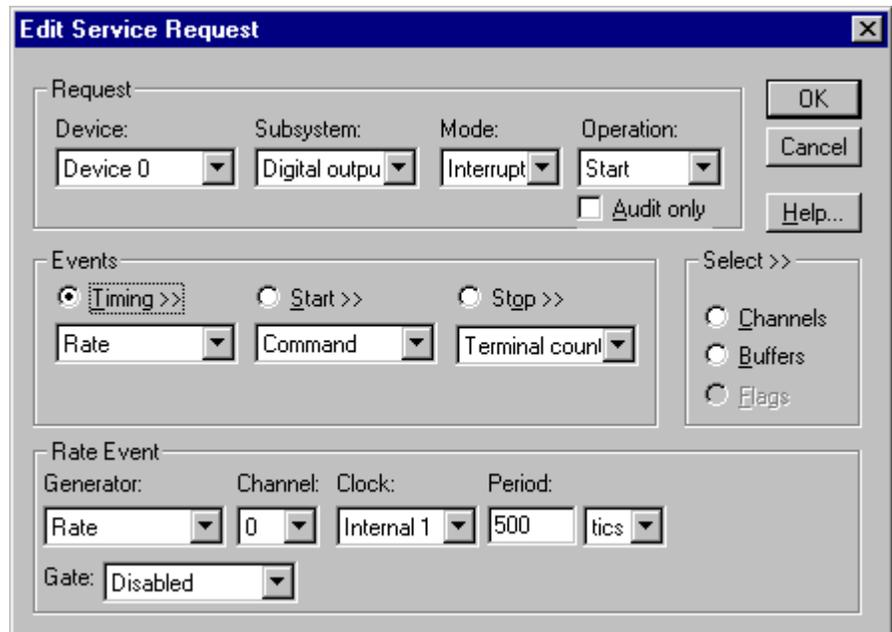 Edit Service Request
Request
OK
Device: Subsystem: Mode: Operation:
Cancel
Device 0 Digital outpu Interrupt Start
Audit only
Help...
Events
Select >>
Timing >> Start >> Stop >>
Channels
Rate Command Terminal count
Buffers
Flags
Rate Event
Generator: Channel: Clock: Period:
Rate 0 Internal 1 500 tics
Gate: Disabled